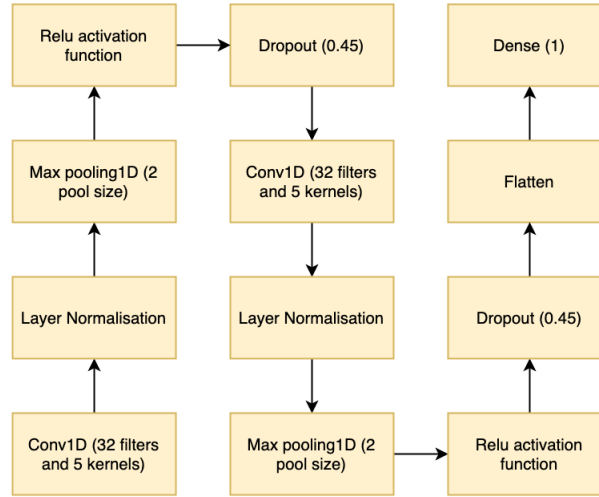 Relu activation
function
Dropout (0.45)
Dense (1)
Max pooling1D (2
pool size)
Conv1D (32 filters
and 5 kernels)
Flatten
Layer Normalisation
Layer Normalisation
Dropout (0.45)
Conv1D (32 filters
and 5 kernels)
Max pooling1D (2
pool size)
Relu activation
function